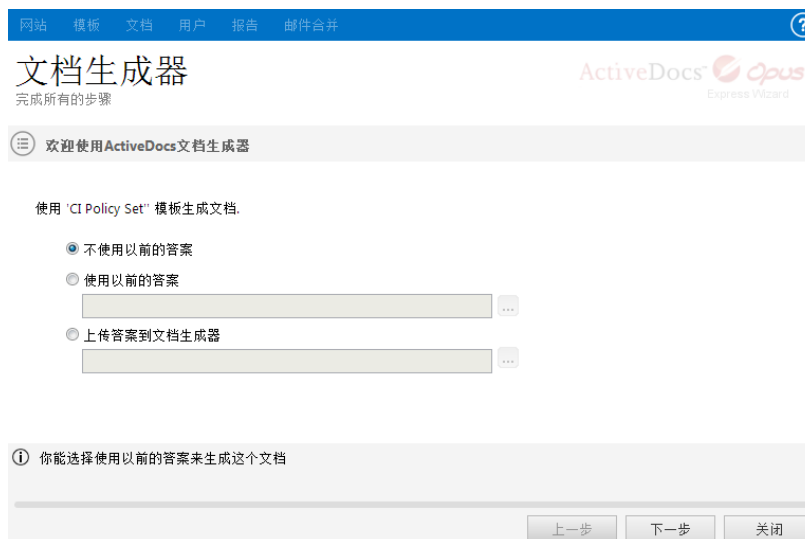 网站 模板 文档 用户 报告 邮件合并 ?
文档生成器
完成所有的步骤
ActiveDocs™ Opus
Express Wizard
欢迎使用ActiveDocs文档生成器
使用 'CI Policy Set'' 模板生成文档.
不使用以前的答案
使用以前的答案
...
上传答案到文档生成器
...
你能选择使用以前的答案来生成这个文档
上一步 下一步 关闭